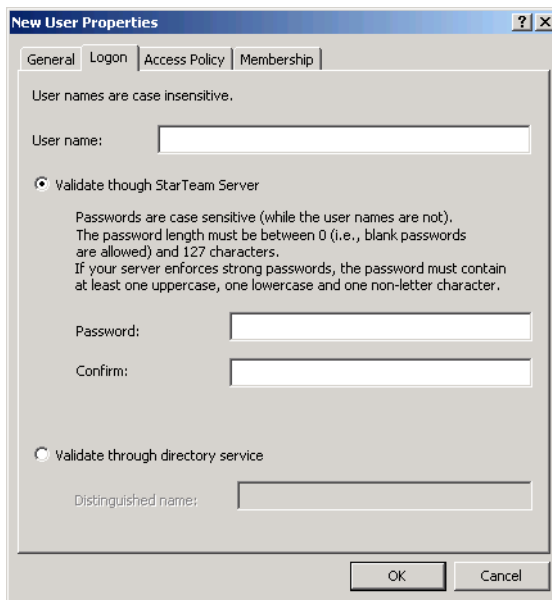 New User Properties
General Logon Access Policy Membership
User names are case insensitive.
User name:
Validate though StarTeam Server
Passwords are case sensitive (while the user names are not).
The password length must be between 0 (i.e., blank passwords
are allowed) and 127 characters.
If your server enforces strong passwords, the password must contain
at least one uppercase, one lowercase and one non-letter character.
Password:
Confirm:
Validate through directory service
Distinguished name:
OK Cancel